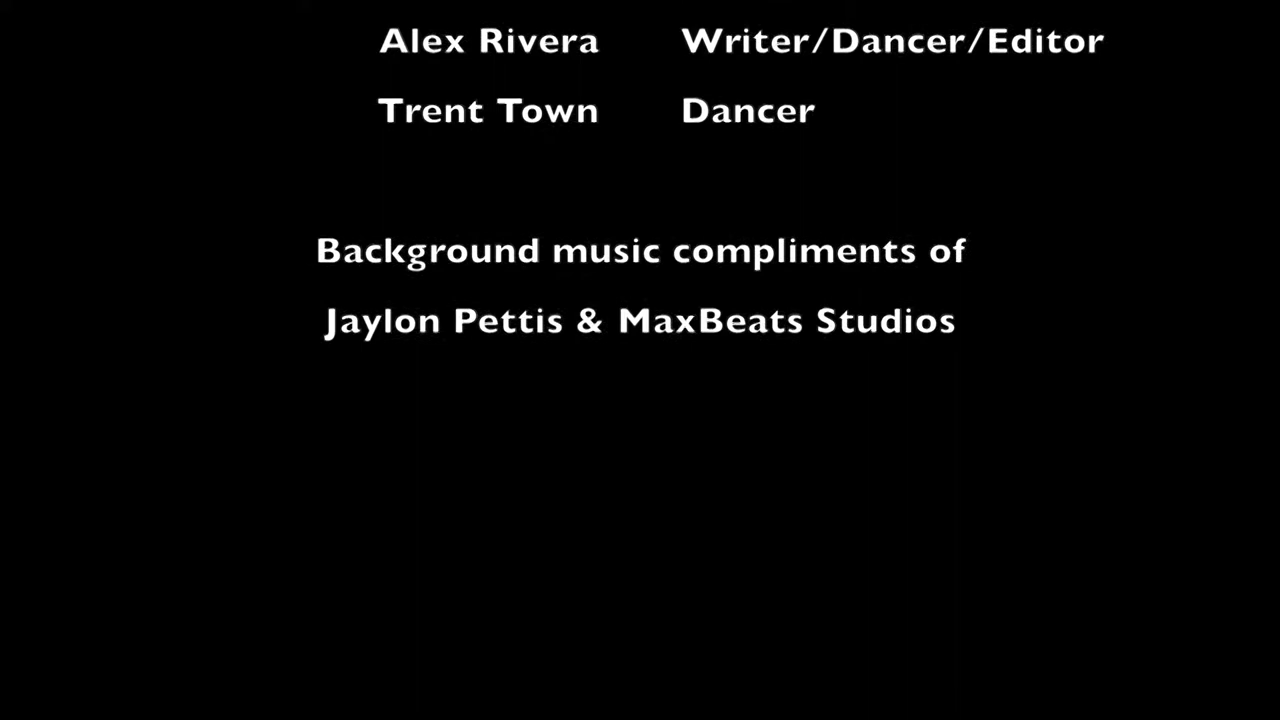 Alex Rivera Writer/Dancer/Editor
Trent Town Dancer
Background music compliments of
Jaylon Pettis & MaxBeats Studios